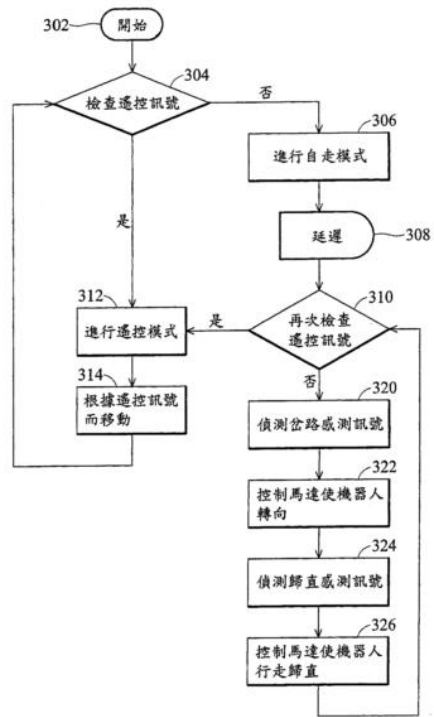 302
開始
304
檢查遙控訊號
否
306
進行自走模式
是
延遲
308
310
再次檢查
遙控訊號
是
312
進行遙控模式
314
根據遙控訊號
而移動
否
320
偵測岔路感測訊號
322
控制馬達使機器人
轉向
324
偵測歸直感測訊號
326
控制馬達使機器人
行走歸直